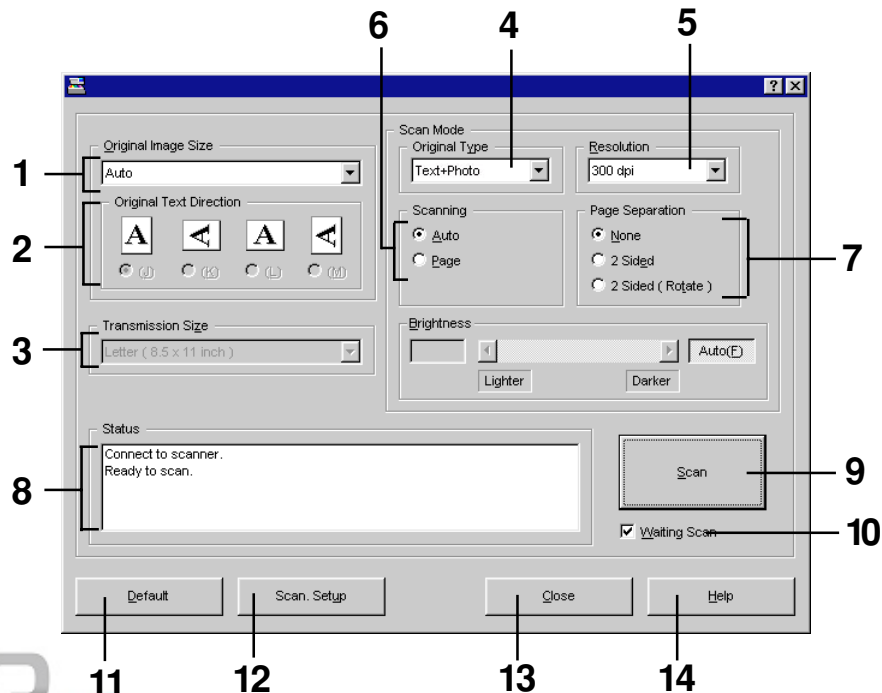 6
4
5
? ×
Scan Mode
Original Image Size
Original Type
Resolution
1
Auto
Text+Photo
300 dpi
Original Text Direction
2
A A A A
(J) (K) (L) (M)
Scanning
Auto
Page
Page Separation
None
2 Sided
2 Sided ( Rotate )
7
Transmission Size
3
Letter ( 8.5 x 11 inch )
Brightness
Auto(F)
Lighter
Darker
Status
8
Connect to scanner.
Ready to scan.
Scan
9
Waiting Scan
10
Default
Scan. Setup
Close
Help
11
12
13
14